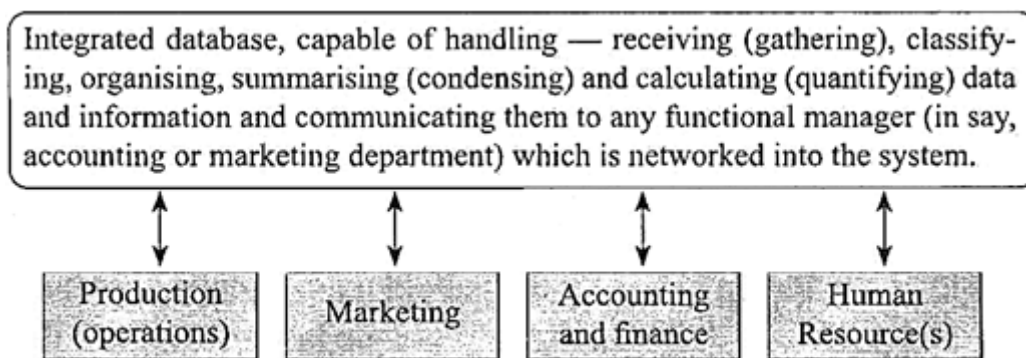 Integrated database, capable of handling — receiving (gathering), classify-
ing, organising, summarising (condensing) and calculating (quantifying) data
and information and communicating them to any functional manager (in say,
accounting or marketing department) which is networked into the system.
Production
(operations)
Marketing
Accounting
and finance
Human
Resource(s)